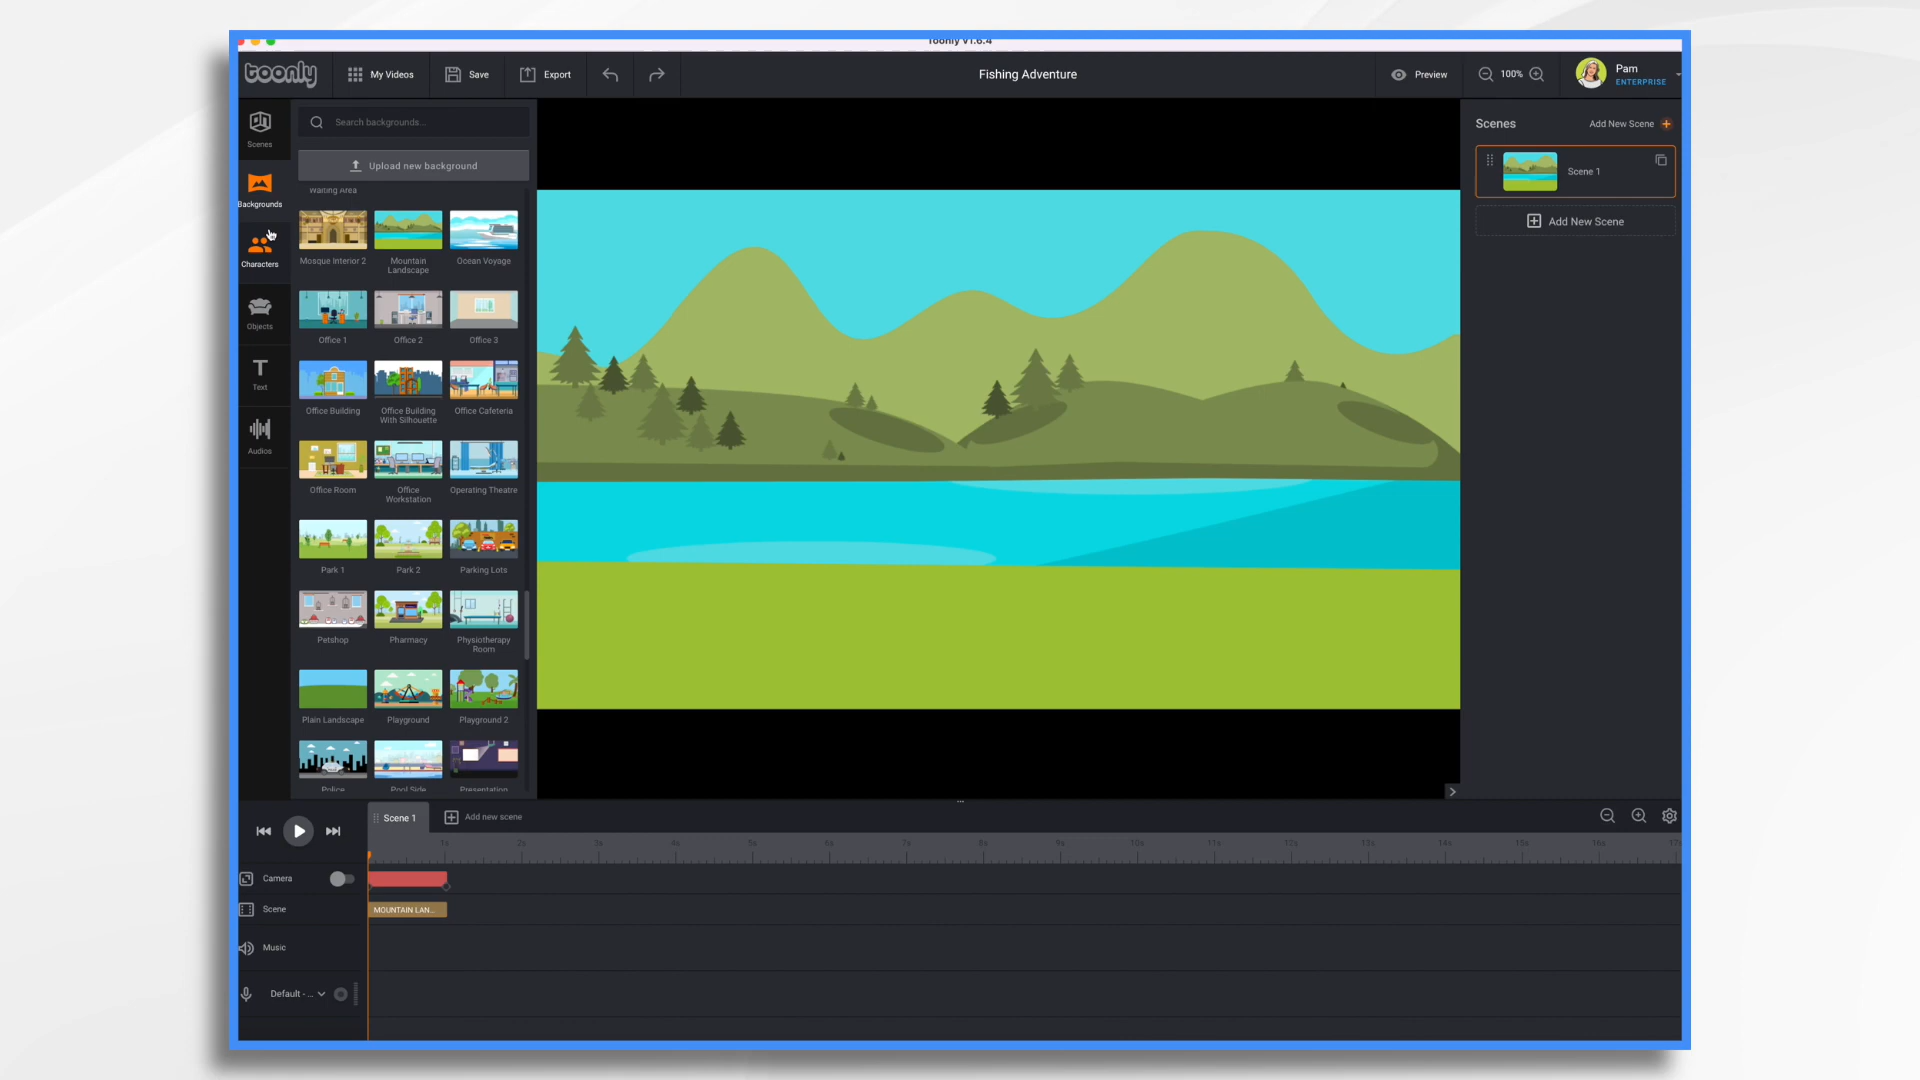 Toonly v1.6.4
toonly
My Videos
Save
Export
Fishing Adventure
Preview
100%
Pam
ENTERPRISE
Scenes
Backgrounds
Characters
Objects
Text
Audios
Search backgrounds...
Upload new background
Waiting Area
Mosque Interior 2
Mountain
Landscape
Ocean Voyage
Office 1
Office 2
Office 3
Office Building
Office Building
With Silhouette
Office Cafeteria
Office Room
Office
Workstation
Operating Theatre
Park 1
Park 2
Parking Lots
Petshop
Pharmacy
Physiotherapy
Room
Plain Landscape
Playground
Playground 2
Police
Pool Side
Presentation
Scenes
Add New Scene
Scene 1
Add New Scene
Scene 1
Add new scene
1s 2s 3s 4s 5s 6s 7s 8s 9s 10s 11s 12s 13s 14s 15s 16s 17s
Camera
Scene
MOUNTAIN LAN...
Music
Default - ...